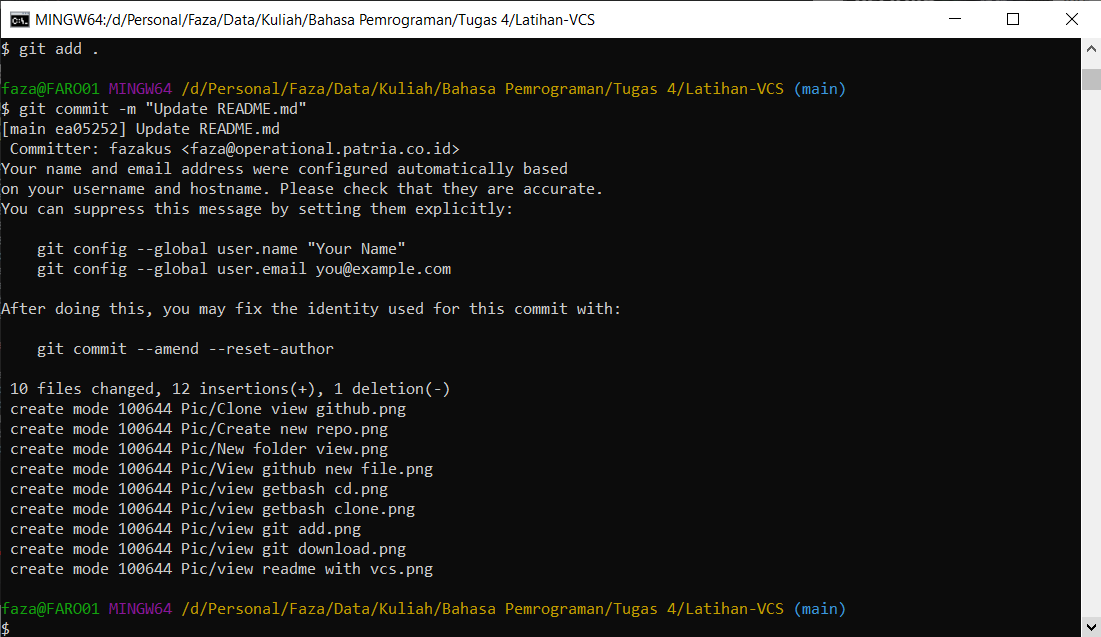 MINGW64:/d/Personal/Faza/Data/Kuliah/Bahasa Pemrograman/Tugas 4/Latihan-VCS
$ git add .
faza@FARO01 MINGW64 /d/Personal/Faza/Data/Kuliah/Bahasa Pemrograman/Tugas 4/Latihan-VCS (main)
$ git commit -m "Update README.md"
[main ea05252] Update README.md
 Committer: fazakus <faza@operational.patria.co.id>
Your name and email address were configured automatically based
on your username and hostname. Please check that they are accurate.
You can suppress this message by setting them explicitly:
    git config --global user.name "Your Name"
    git config --global user.email you@example.com
After doing this, you may fix the identity used for this commit with:
    git commit --amend --reset-author
 10 files changed, 12 insertions(+), 1 deletion(-)
 create mode 100644 Pic/Clone view github.png
 create mode 100644 Pic/Create new repo.png
 create mode 100644 Pic/New folder view.png
 create mode 100644 Pic/View github new file.png
 create mode 100644 Pic/view getbash cd.png
 create mode 100644 Pic/view getbash clone.png
 create mode 100644 Pic/view git add.png
 create mode 100644 Pic/view git download.png
 create mode 100644 Pic/view readme with vcs.png
faza@FARO01 MINGW64 /d/Personal/Faza/Data/Kuliah/Bahasa Pemrograman/Tugas 4/Latihan-VCS (main)
$